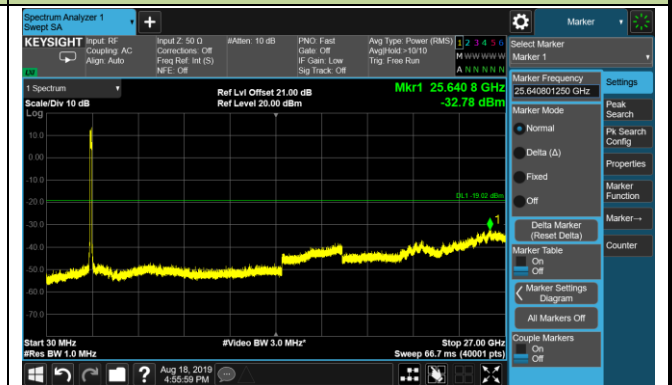 Spectrum Analyzer 1
Swept SA
+
Marker
KEYSIGHT
Input: RF
Coupling: AC
Align: Auto
Input Z: 50 Ω
Corrections: Off
Freq Ref: Int (S)
NFE: Off
#Atten: 10 dB
PNO: Fast
Gate: Off
IF Gain: Low
Sig Track: Off
Avg Type: Power (RMS)
Avg|Hold:>10/10
Trig: Free Run
1 2 3 4 5 6
M W W W W W
A N N N N N
Select Marker
Marker 1
1 Spectrum
Scale/Div 10 dB
Log
Ref Lvl Offset 21.00 dB
Ref Level 20.00 dBm
Mkr1 25.640 8 GHz
-32.78 dBm
10.0
0.00
-10.0
-20.0
-30.0
-40.0
-50.0
-60.0
-70.0
DL1 -19.02 dBm
1
Start 30 MHz
#Res BW 1.0 MHz
#Video BW 3.0 MHz*
Stop 27.00 GHz
Sweep 66.7 ms (40001 pts)
Marker Frequency
25.640801250 GHz
Marker Mode
Normal
Delta (Δ)
Fixed
Off
Delta Marker
(Reset Delta)
Marker Table
On
Off
Marker Settings
Diagram
All Markers Off
Couple Markers
On
Off
Settings
Peak
Search
Pk Search
Config
Properties
Marker
Function
Marker→
Counter
?
Aug 18, 2019
4:55:59 PM